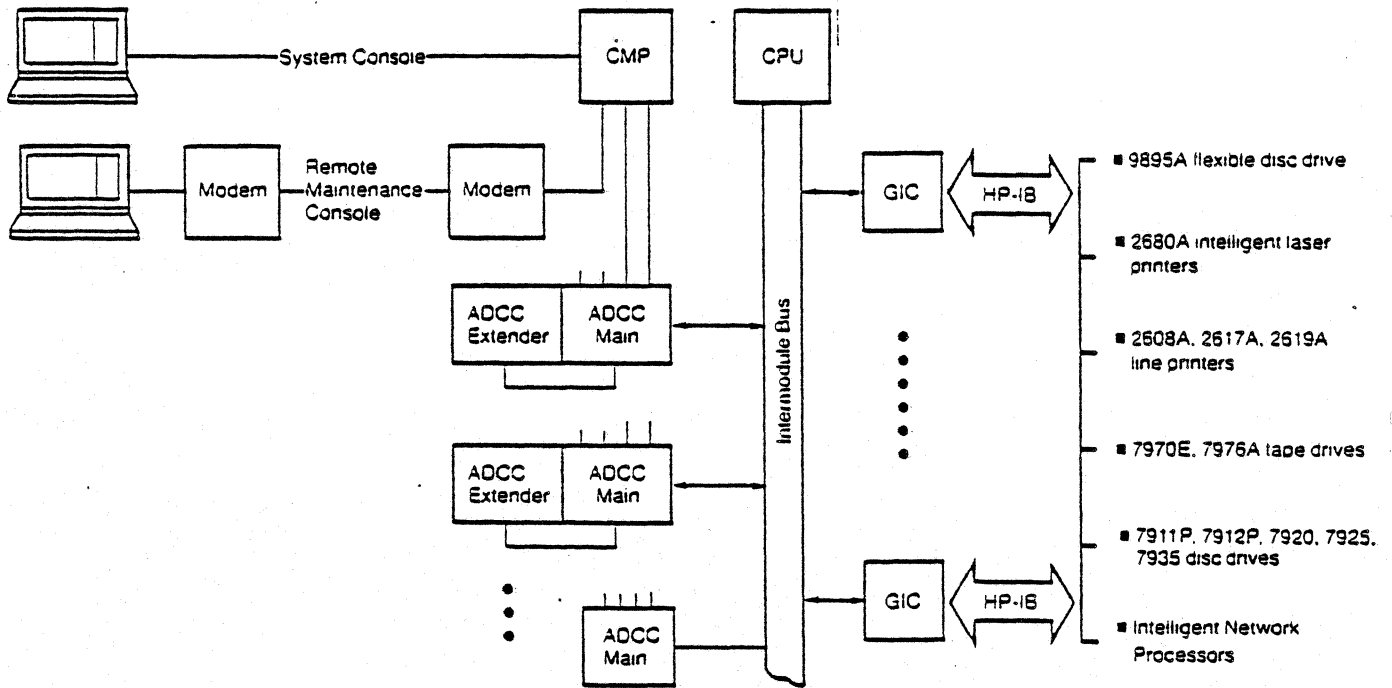 System Console
CMP
CPU
Modem
Remote
Maintenance
Console
Modem
GIC
HP-IB
ADCC
Extender
ADCC
Main
ADCC
Extender
ADCC
Main
ADCC
Main
Intermodule Bus
GIC
HP-IB
■ 9895A flexible disc drive
■ 2680A intelligent laser
printers
■ 2608A, 2617A, 2619A
line printers
■ 7970E, 7976A tape drives
■ 7911P, 7912P, 7920, 7925,
7935 disc drives
■ Intelligent Network
Processors